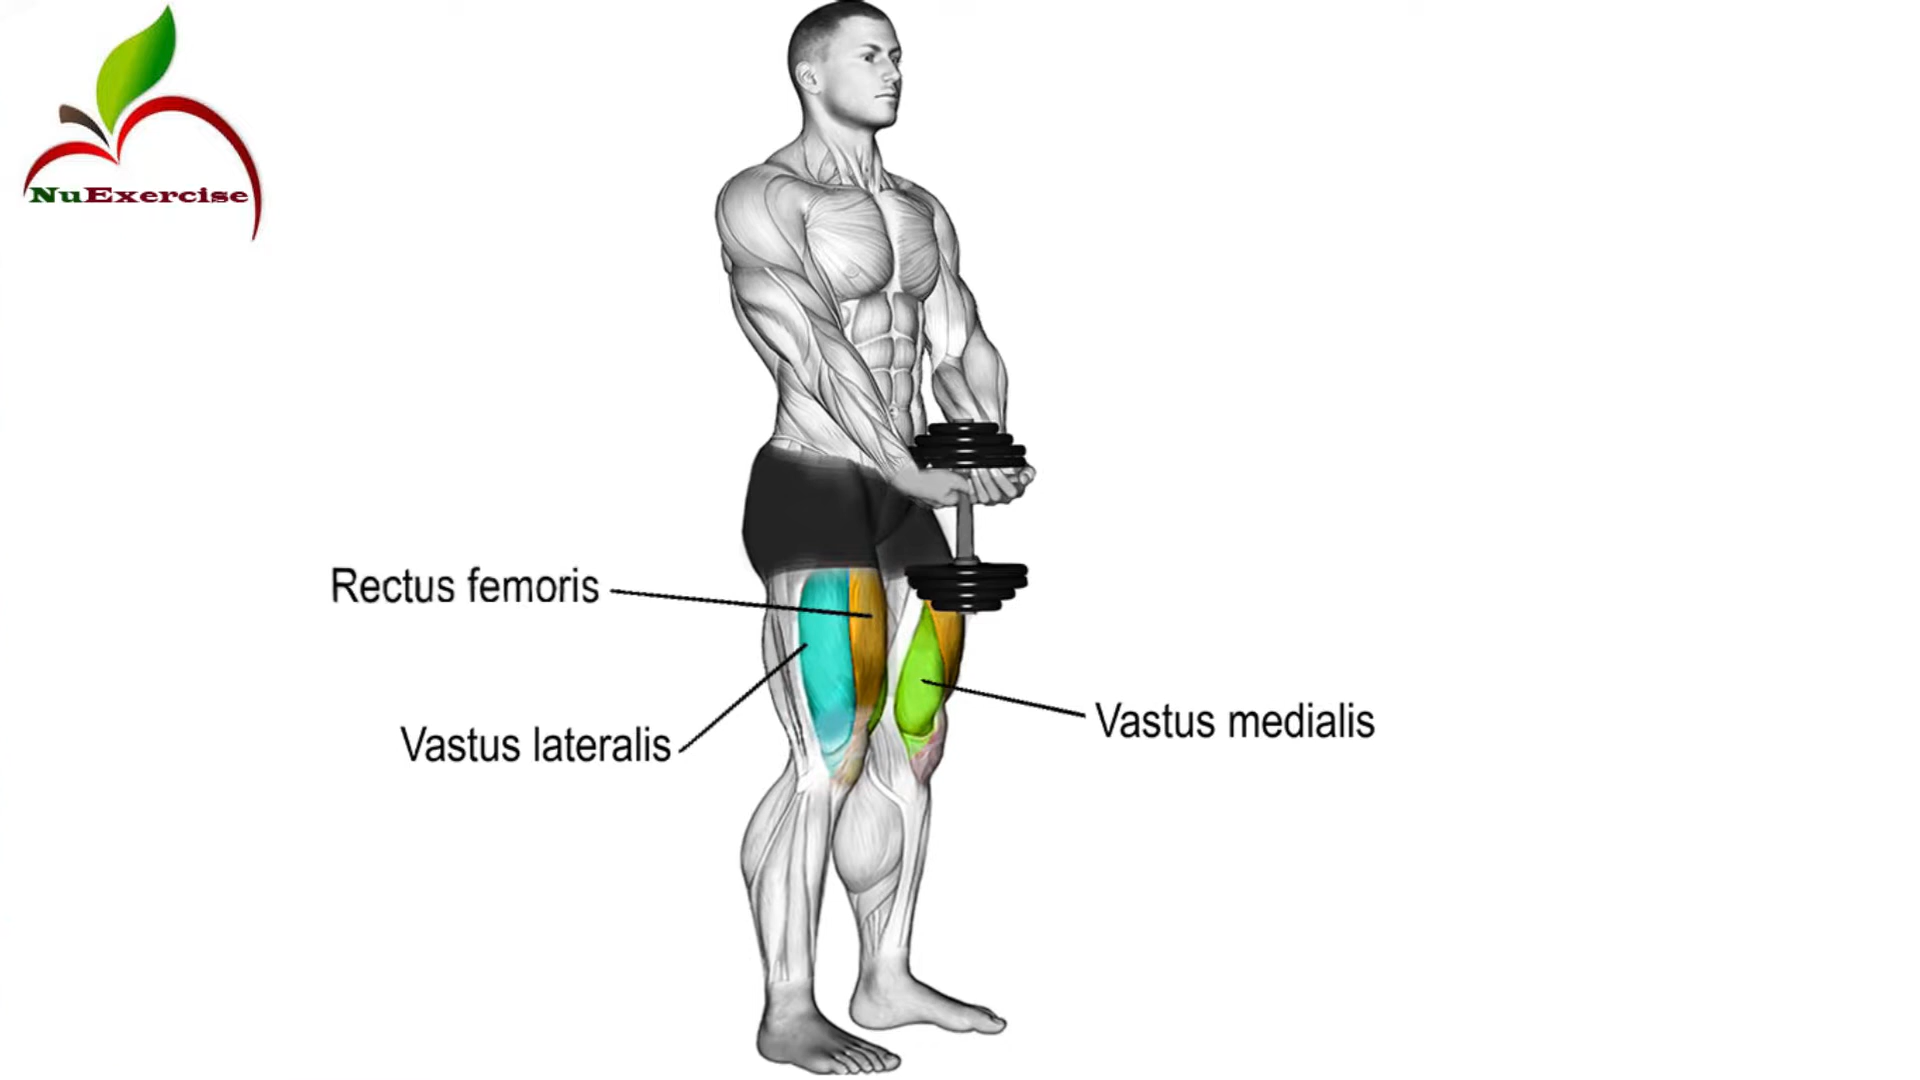 NuExercise
Rectus femoris
Vastus lateralis
Vastus medialis